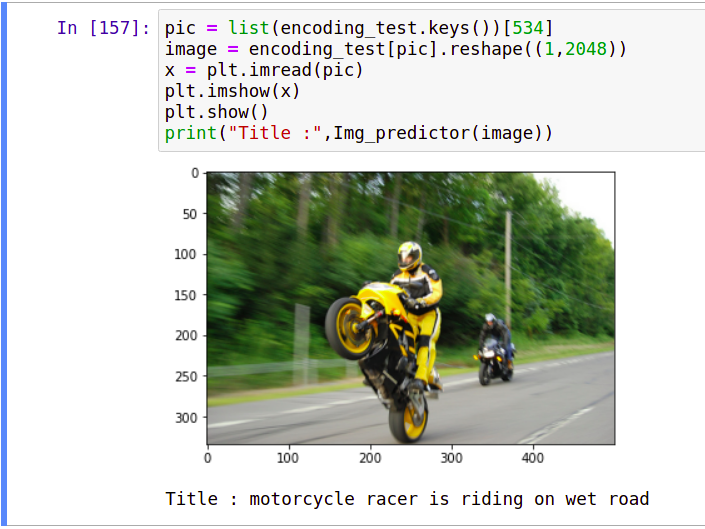 In [157]: pic = list(encoding_test.keys())[534]
image = encoding_test[pic].reshape((1,2048))
x = plt.imread(pic)
plt.imshow(x)
plt.show()
print("Title :",Img_predictor(image))
0
50
100
150
200
250
300
0 100 200 300 400
Title : motorcycle racer is riding on wet road